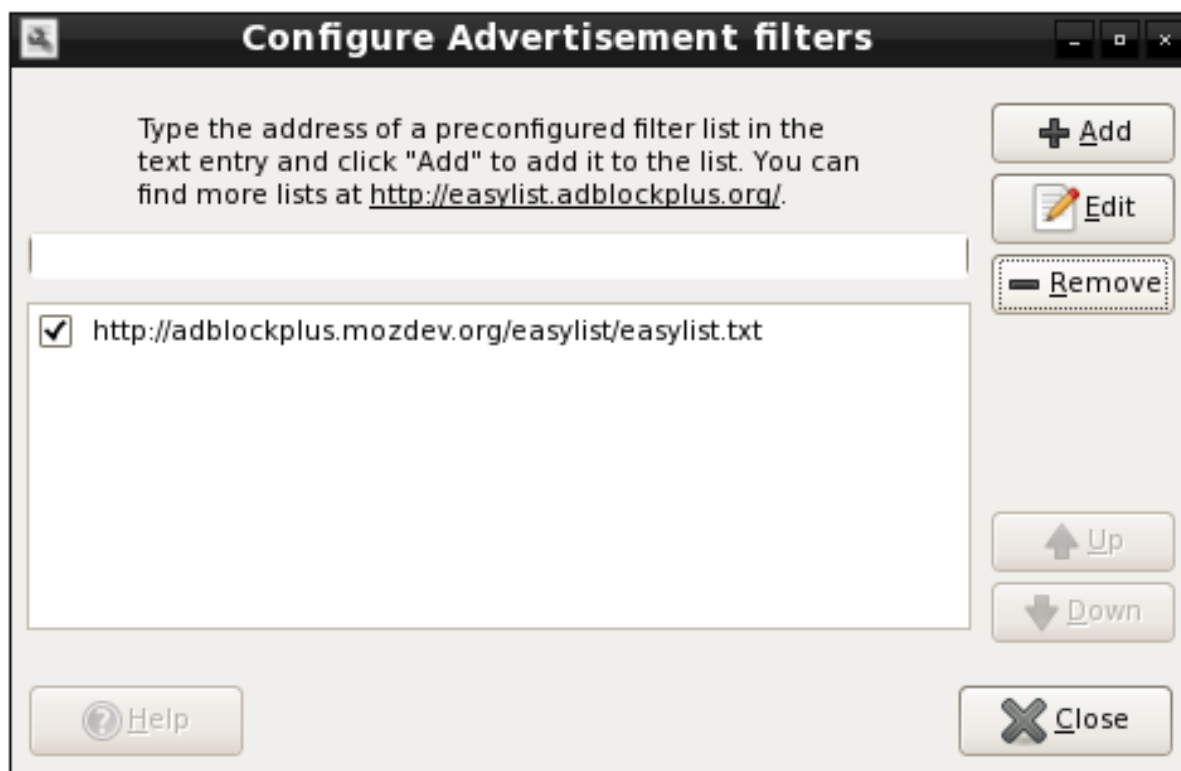 Configure Advertisement filters
Type the address of a preconfigured filter list in the
text entry and click "Add" to add it to the list. You can
find more lists at http://easylist.adblockplus.org/.
Add
Edit
Remove
http://adblockplus.mozdev.org/easylist/easylist.txt
Up
Down
Help
Close